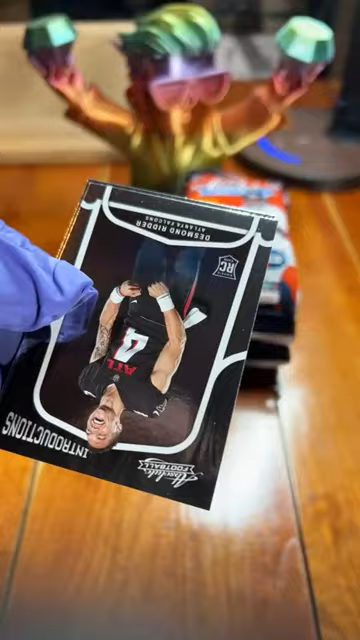 Absolute
FOOTBALL
INTRODUCTIONS
ATL
4
RC
DESMOND RIDDER
ATLANTA FALCONS